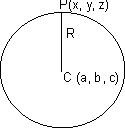 P(x, y, z)
R
C (a, b, c)